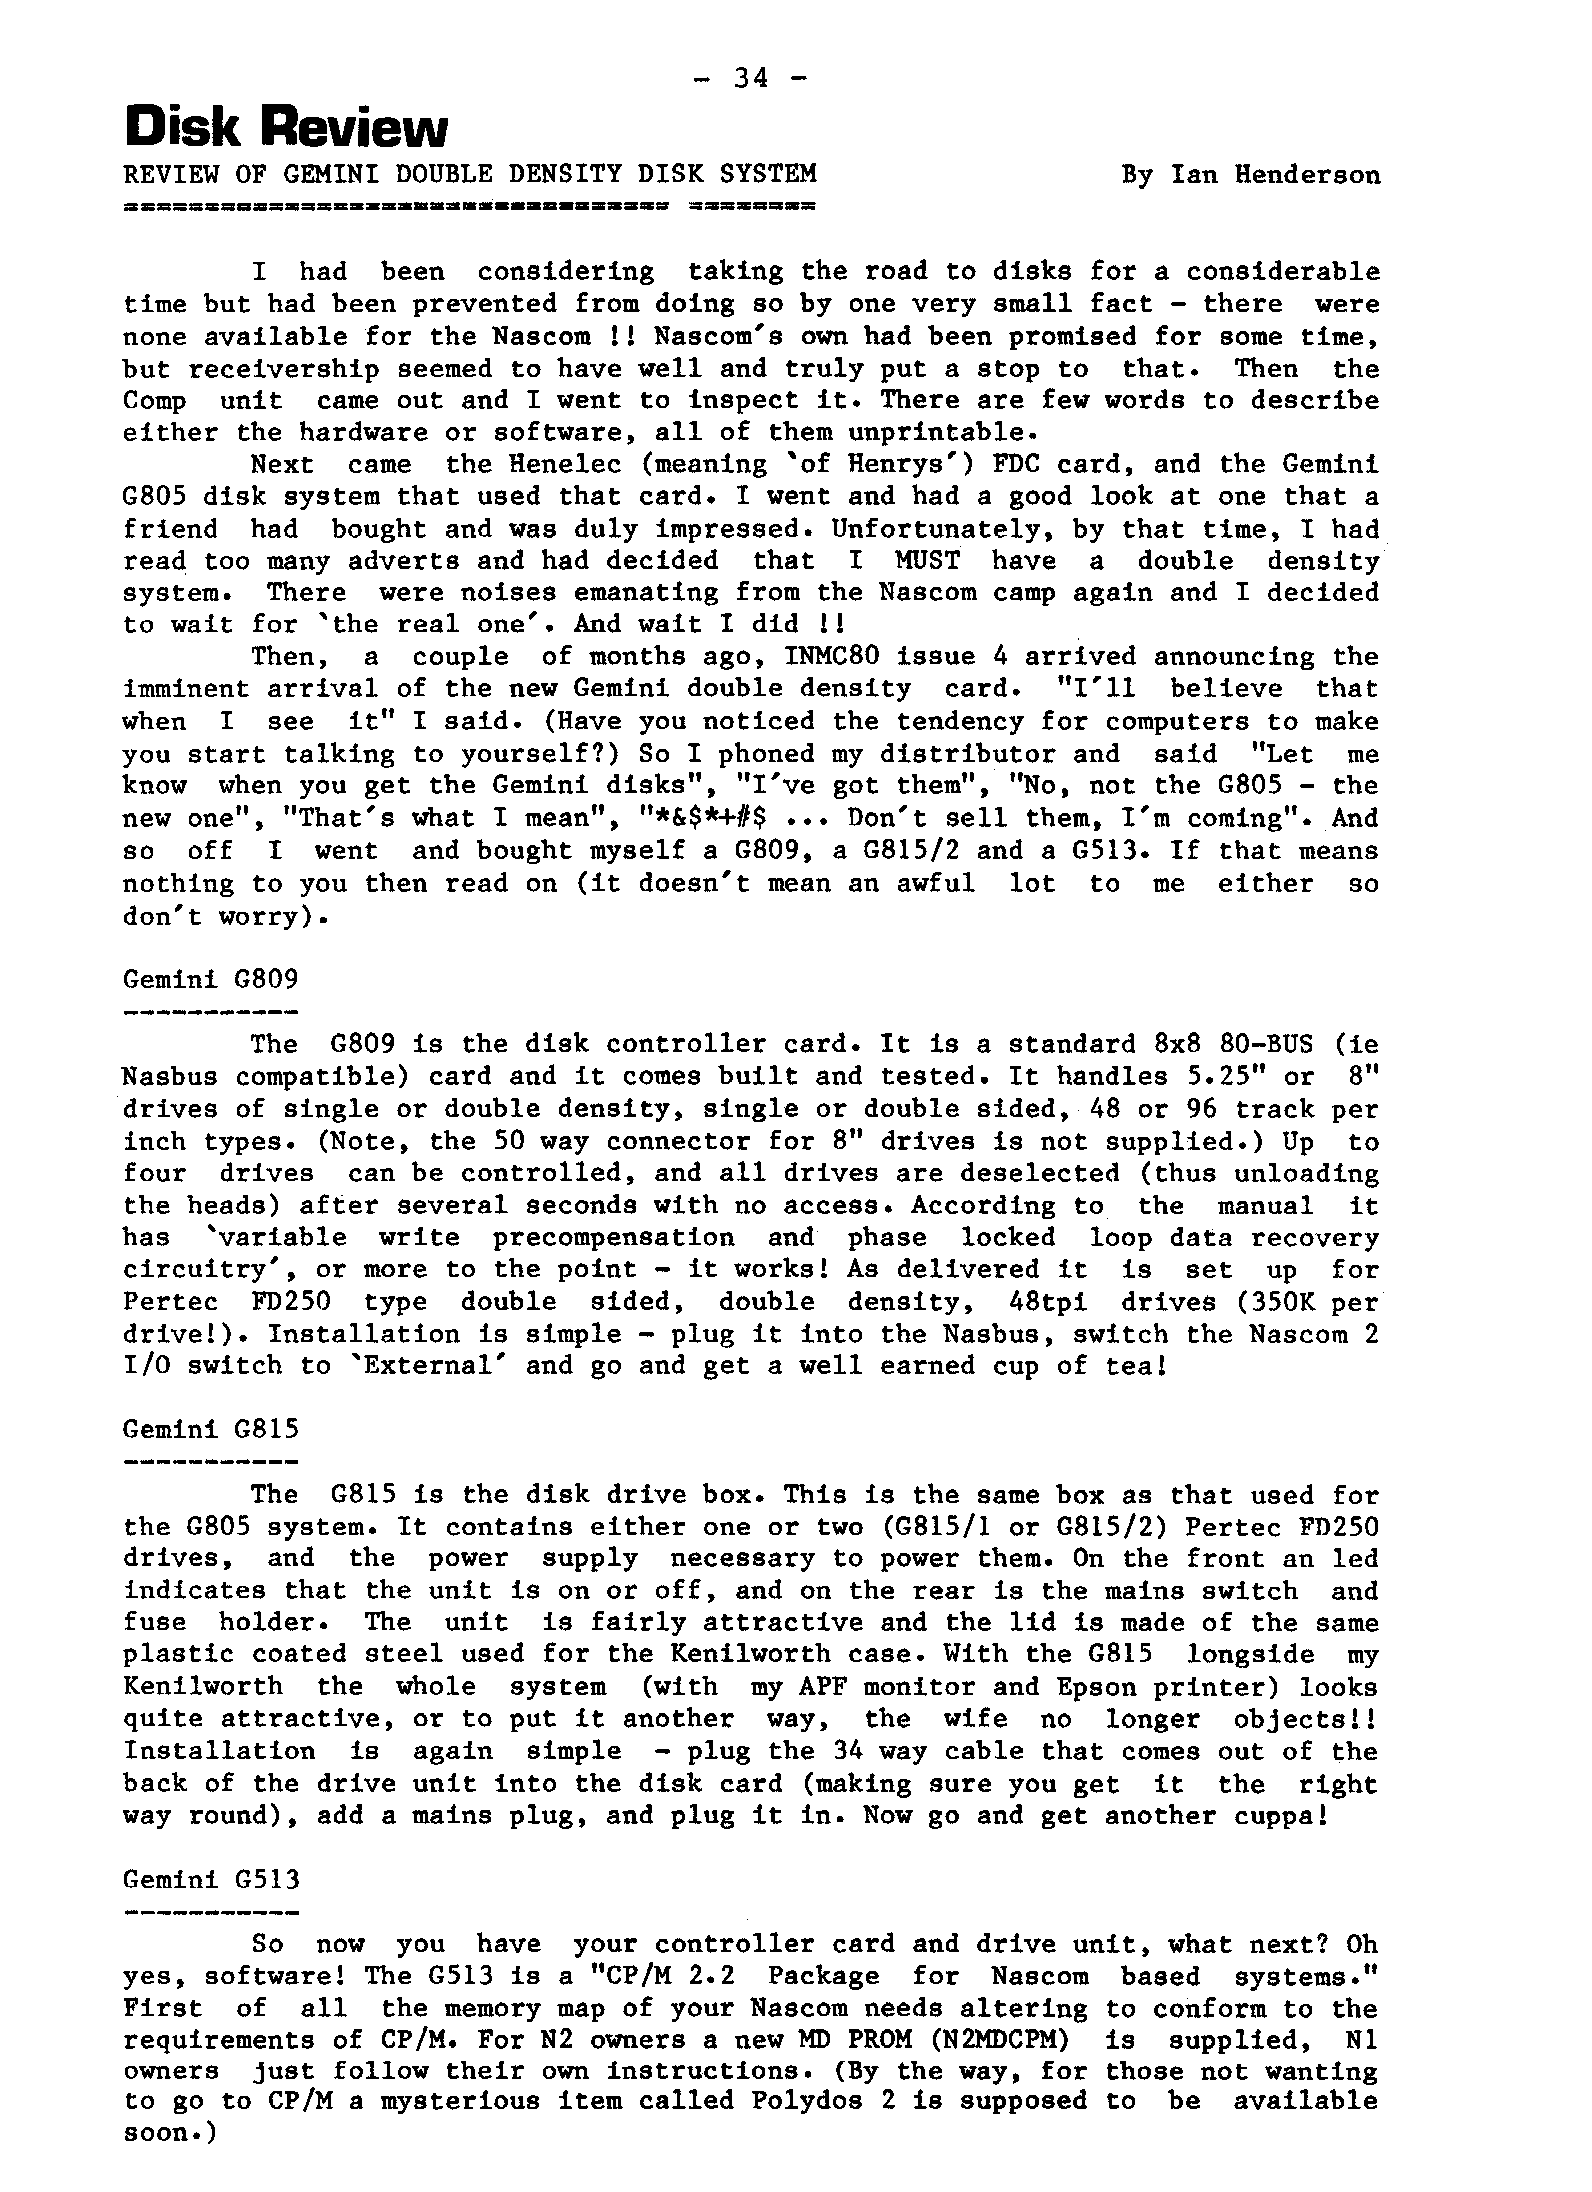 - 34 -
Disk Review
REVIEW OF GEMINI DOUBLE DENSITY DISK SYSTEM By Ian Henderson
================================== ========
I had been considering taking the road to disks for a considerable
time but had been prevented from doing so by one very small fact - there were
none available for the Nascom !! Nascom's own had been promised for some time,
but receivership seemed to have well and truly put a stop to that. Then the
Comp unit came out and I went to inspect it. There are few words to describe
either the hardware or software, all of them unprintable.
Next came the Henelec (meaning `of Henrys') FDC card, and the Gemini
G805 disk system that used that card. I went and had a good look at one that a
friend had bought and was duly impressed. Unfortunately, by that time, I had
read too many adverts and had decided that I MUST have a double density
system. There were noises emanating from the Nascom camp again and I decided
to wait for `the real one'. And wait I did !!
Then, a couple of months ago, INMC80 issue 4 arrived announcing the
imminent arrival of the new Gemini double density card. "I'll believe that
when I see it" I said. (Have you noticed the tendency for computers to make
you start talking to yourself?) So I phoned my distributor and said "Let me
know when you get the Gemini disks", "I've got them", "No, not the G805 - the
new one", "That's what I mean", "*&$*+#$ ... Don't sell them, I'm coming". And
so off I went and bought myself a G809, a G815/2 and a G513. If that means
nothing to you then read on (it doesn't mean an awful lot to me either so
don't worry).
Gemini G809
-----------
The G809 is the disk controller card. It is a standard 8x8 80-BUS (ie
Nasbus compatible) card and it comes built and tested. It handles 5.25" or 8"
drives of single or double density, single or double sided, 48 or 96 track per
inch types. (Note, the 50 way connector for 8" drives is not supplied.) Up to
four drives can be controlled, and all drives are deselected (thus unloading
the heads) after several seconds with no access. According to the manual it
has `variable write precompensation and phase locked loop data recovery
circuitry', or more to the point - it works! As delivered it is set up for
Pertec FD250 type double sided, double density, 48tpi drives (350K per
drive!). Installation is simple - plug it into the Nasbus, switch the Nascom 2
I/O switch to `External' and go and get a well earned cup of tea!
Gemini G815
-----------
The G815 is the disk drive box. This is the same box as that used for
the G805 system. It contains either one or two (G815/1 or G815/2) Pertec FD250
drives, and the power supply necessary to power them. On the front an led
indicates that the unit is on or off, and on the rear is the mains switch and
fuse holder. The unit is fairly attractive and the lid is made of the same
plastic coated steel used for the Kenilworth case. With the G815 longside my
Kenilworth the whole system (with my APF monitor and Epson printer) looks
quite attractive, or to put it another way, the wife no longer objects!!
Installation is again simple - plug the 34 way cable that comes out of the
back of the drive unit into the disk card (making sure you get it the right
way round), add a mains plug, and plug it in. Now go and get another cuppa!
Gemini G513
-----------
So now you have your controller card and drive unit, what next? Oh
yes, software! The G513 is a "CP/M 2.2 Package for Nascom based systems."
First of all the memory map of your Nascom needs altering to conform to the
requirements of CP/M. For N2 owners a new MD PROM (N2MDCPM) is supplied, N1
owners just follow their own instructions. (By the way, for those not wanting
to go to CP/M a mysterious item called Polydos 2 is supposed to be available
soon.)